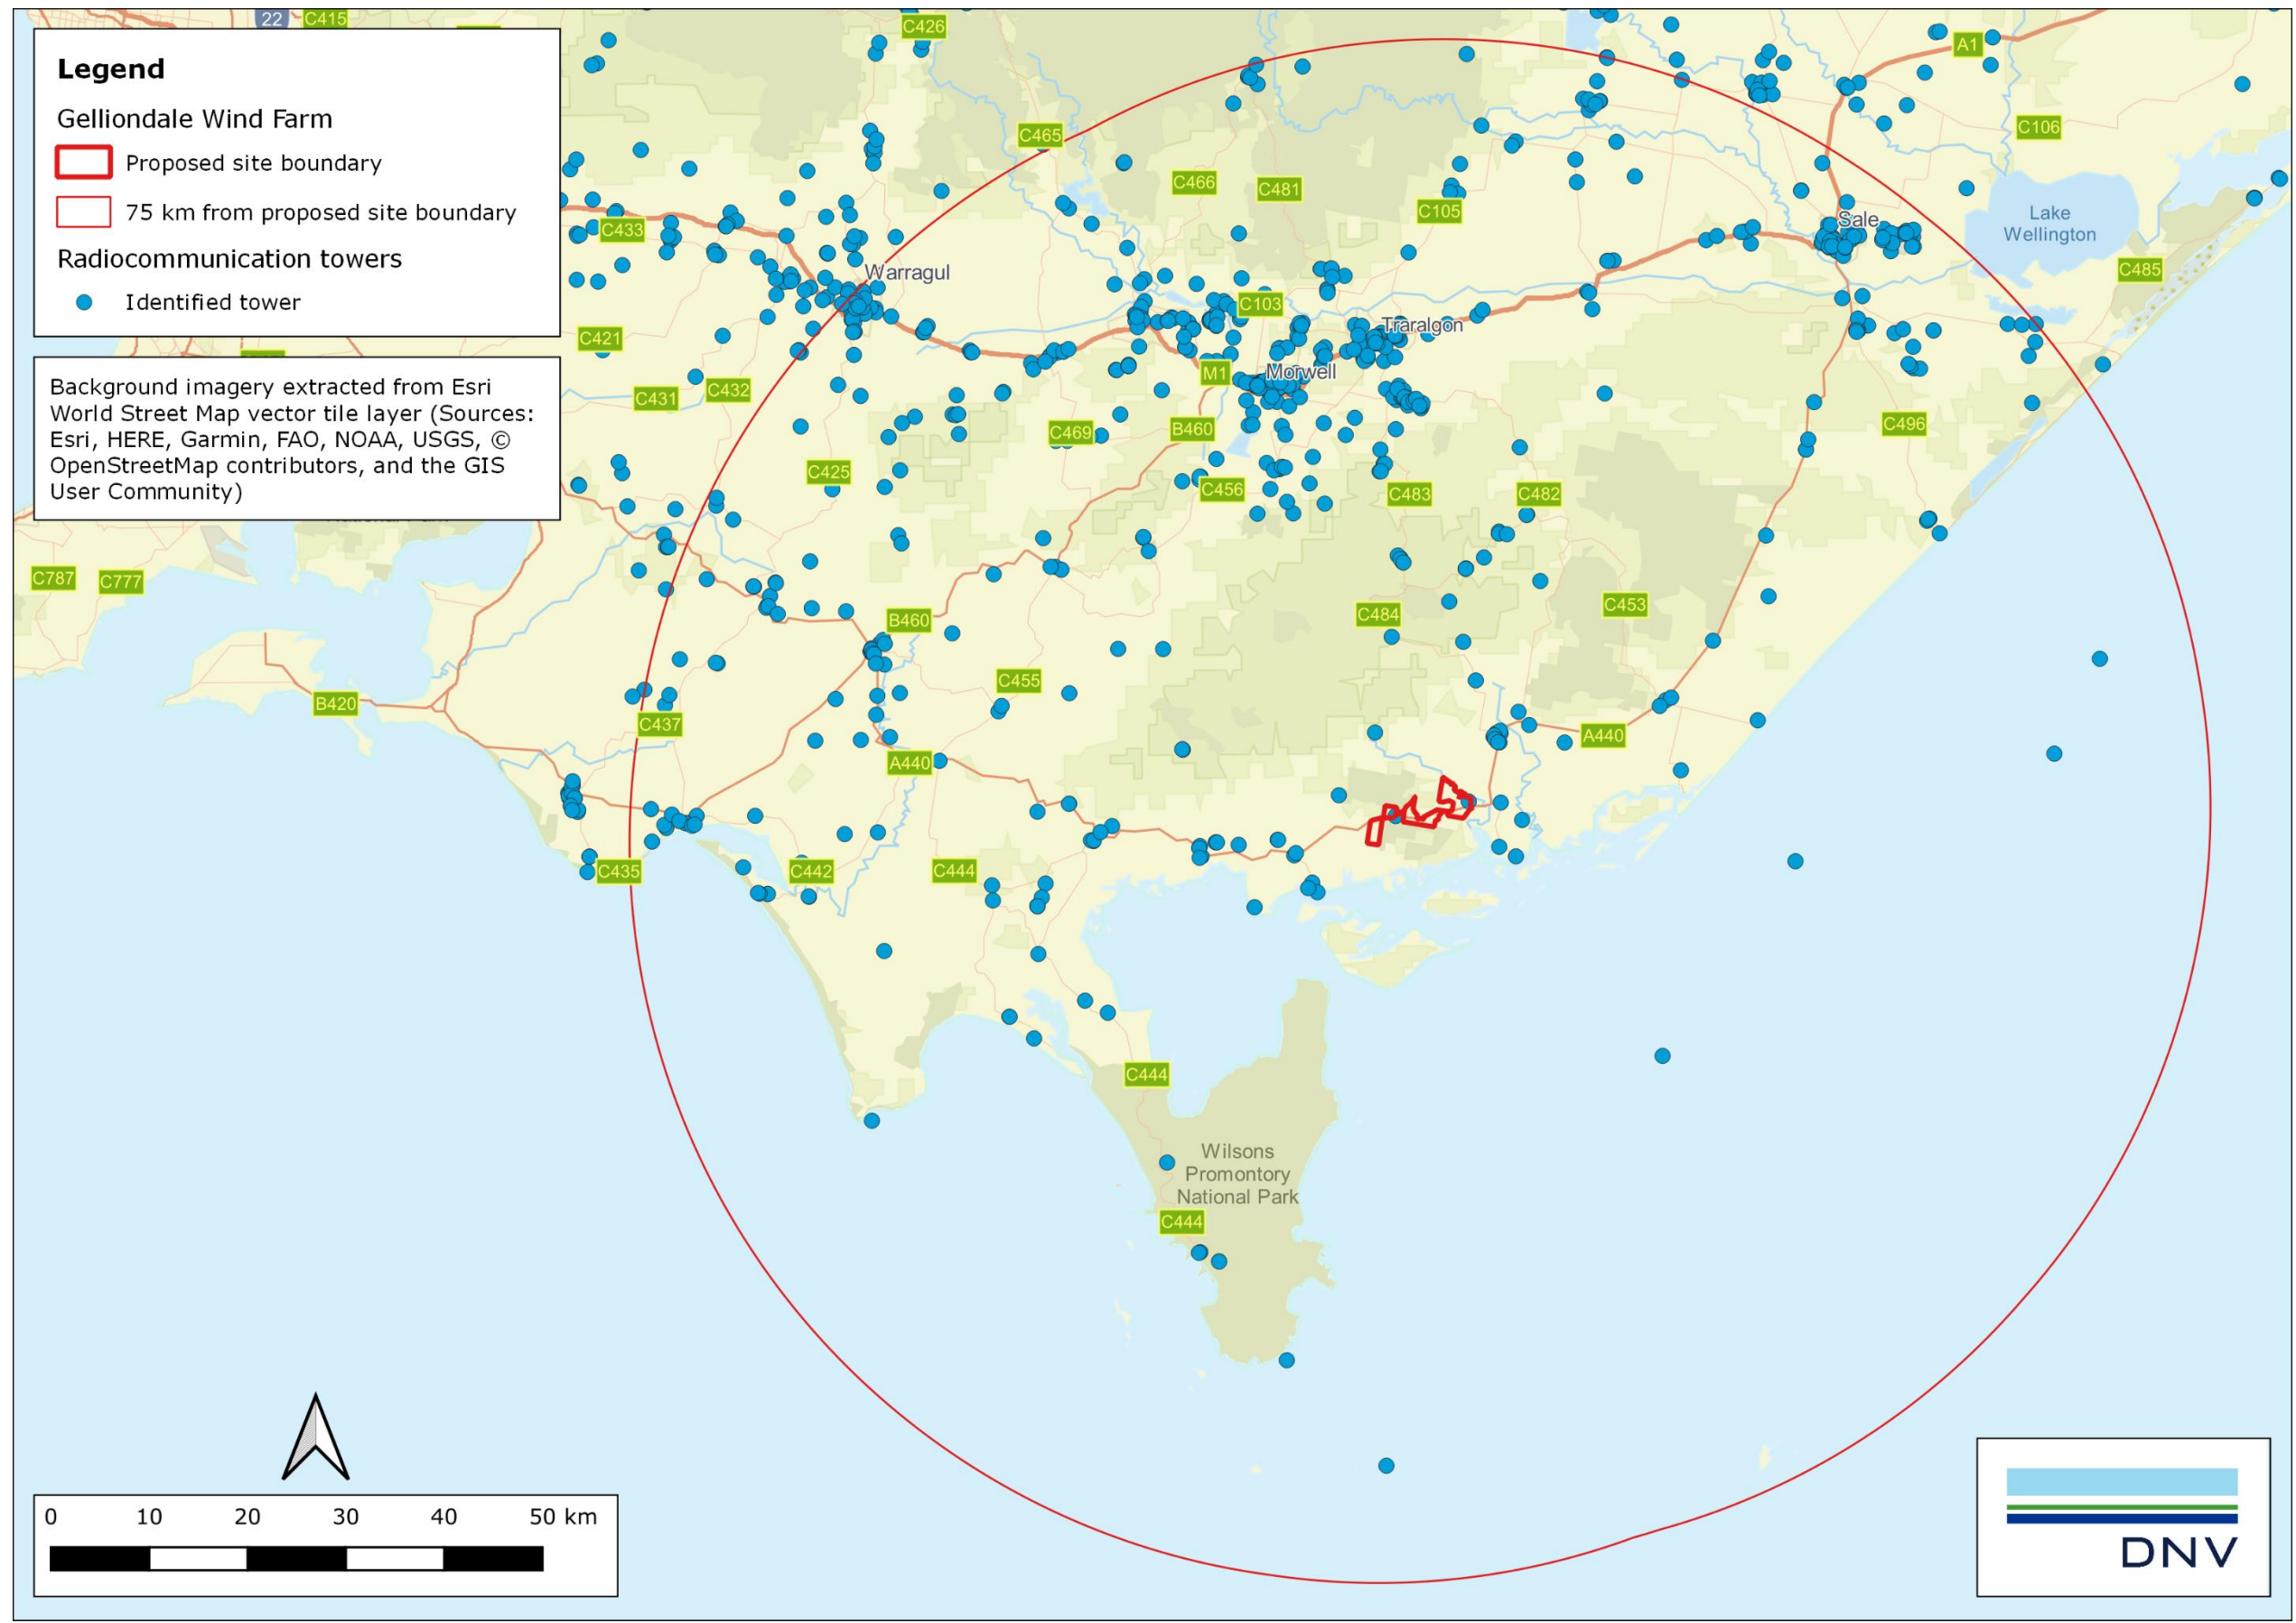 Legend
Gelliondale Wind Farm
Proposed site boundary
75 km from proposed site boundary
Radiocommunication towers
Identified tower
Background imagery extracted from Esri
World Street Map vector tile layer (Sources:
Esri, HERE, Garmin, FAO, NOAA, USGS, ©
OpenStreetMap contributors, and the GIS
User Community)
22
C415
C426
A1
C465
C106
C466
C481
C105
C433
Sale
Lake
Wellington
C485
Warragul
C103
C421
Traralgon
M1
Morwell
C431
C432
C469
B460
C496
C425
C456
C483
C482
C787
C777
C484
C453
B460
C455
B420
C437
A440
A440
C435
C442
C444
C444
Wilsons
Promontory
National Park
C444
0 10 20 30 40 50 km
DNV